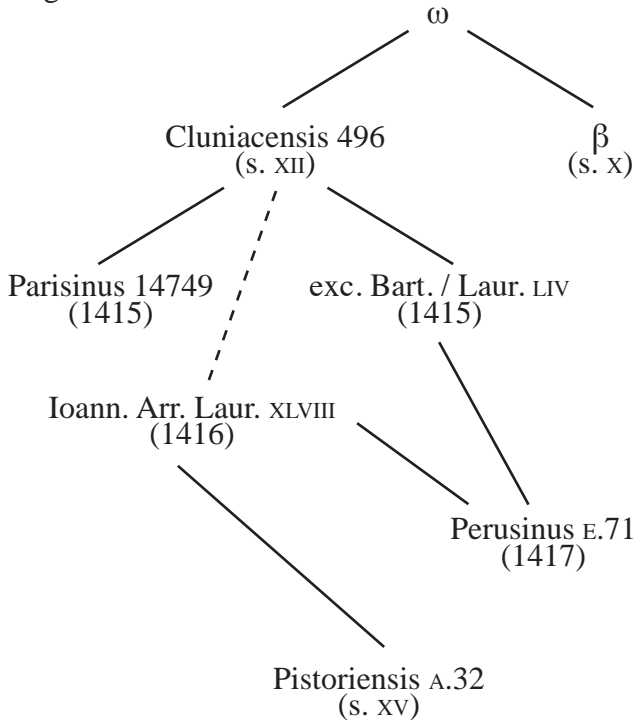 ω
Cluniacensis 496
(s. XII)
β
(s. X)
Parisinus 14749
(1415)
exc. Bart. / Laur. LIV
(1415)
Ioann. Arr. Laur. XLVIII
(1416)
Perusinus E.71
(1417)
Pistoriensis A.32
(s. XV)